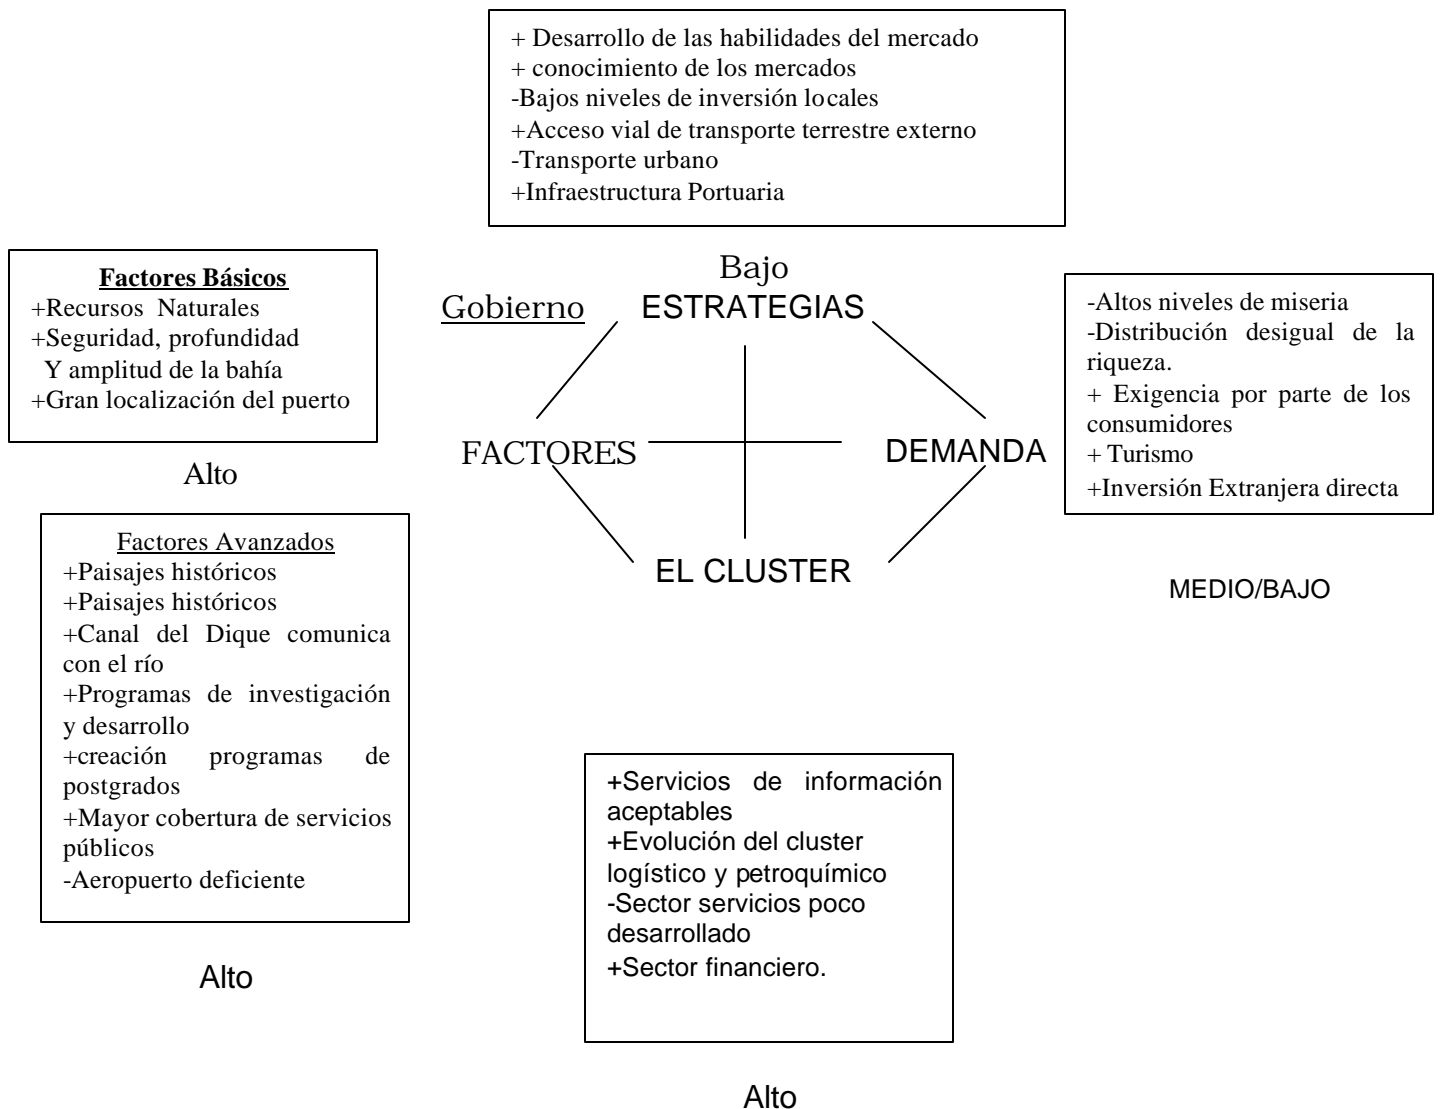 + Desarrollo de las habilidades del mercado
+ conocimiento de los mercados
-Bajos niveles de inversión locales
+Acceso vial de transporte terrestre externo
-Transporte urbano
+Infraestructura Portuaria
Factores Básicos
+Recursos Naturales
+Seguridad, profundidad
Y amplitud de la bahía
+Gran localización del puerto
Alto
Bajo
Gobierno
ESTRATEGIAS
FACTORES
DEMANDA
EL CLUSTER
-Altos niveles de miseria
-Distribución desigual de la
riqueza.
+ Exigencia por parte de los
consumidores
+ Turismo
+Inversión Extranjera directa
MEDIO/BAJO
Factores Avanzados
+Paisajes históricos
+Paisajes históricos
+Canal del Dique comunica
con el río
+Programas de investigación
y desarrollo
+creación programas de
postgrados
+Mayor cobertura de servicios
públicos
-Aeropuerto deficiente
Alto
+Servicios de información
aceptables
+Evolución del cluster
logístico y petroquímico
-Sector servicios poco
desarrollado
+Sector financiero.
Alto